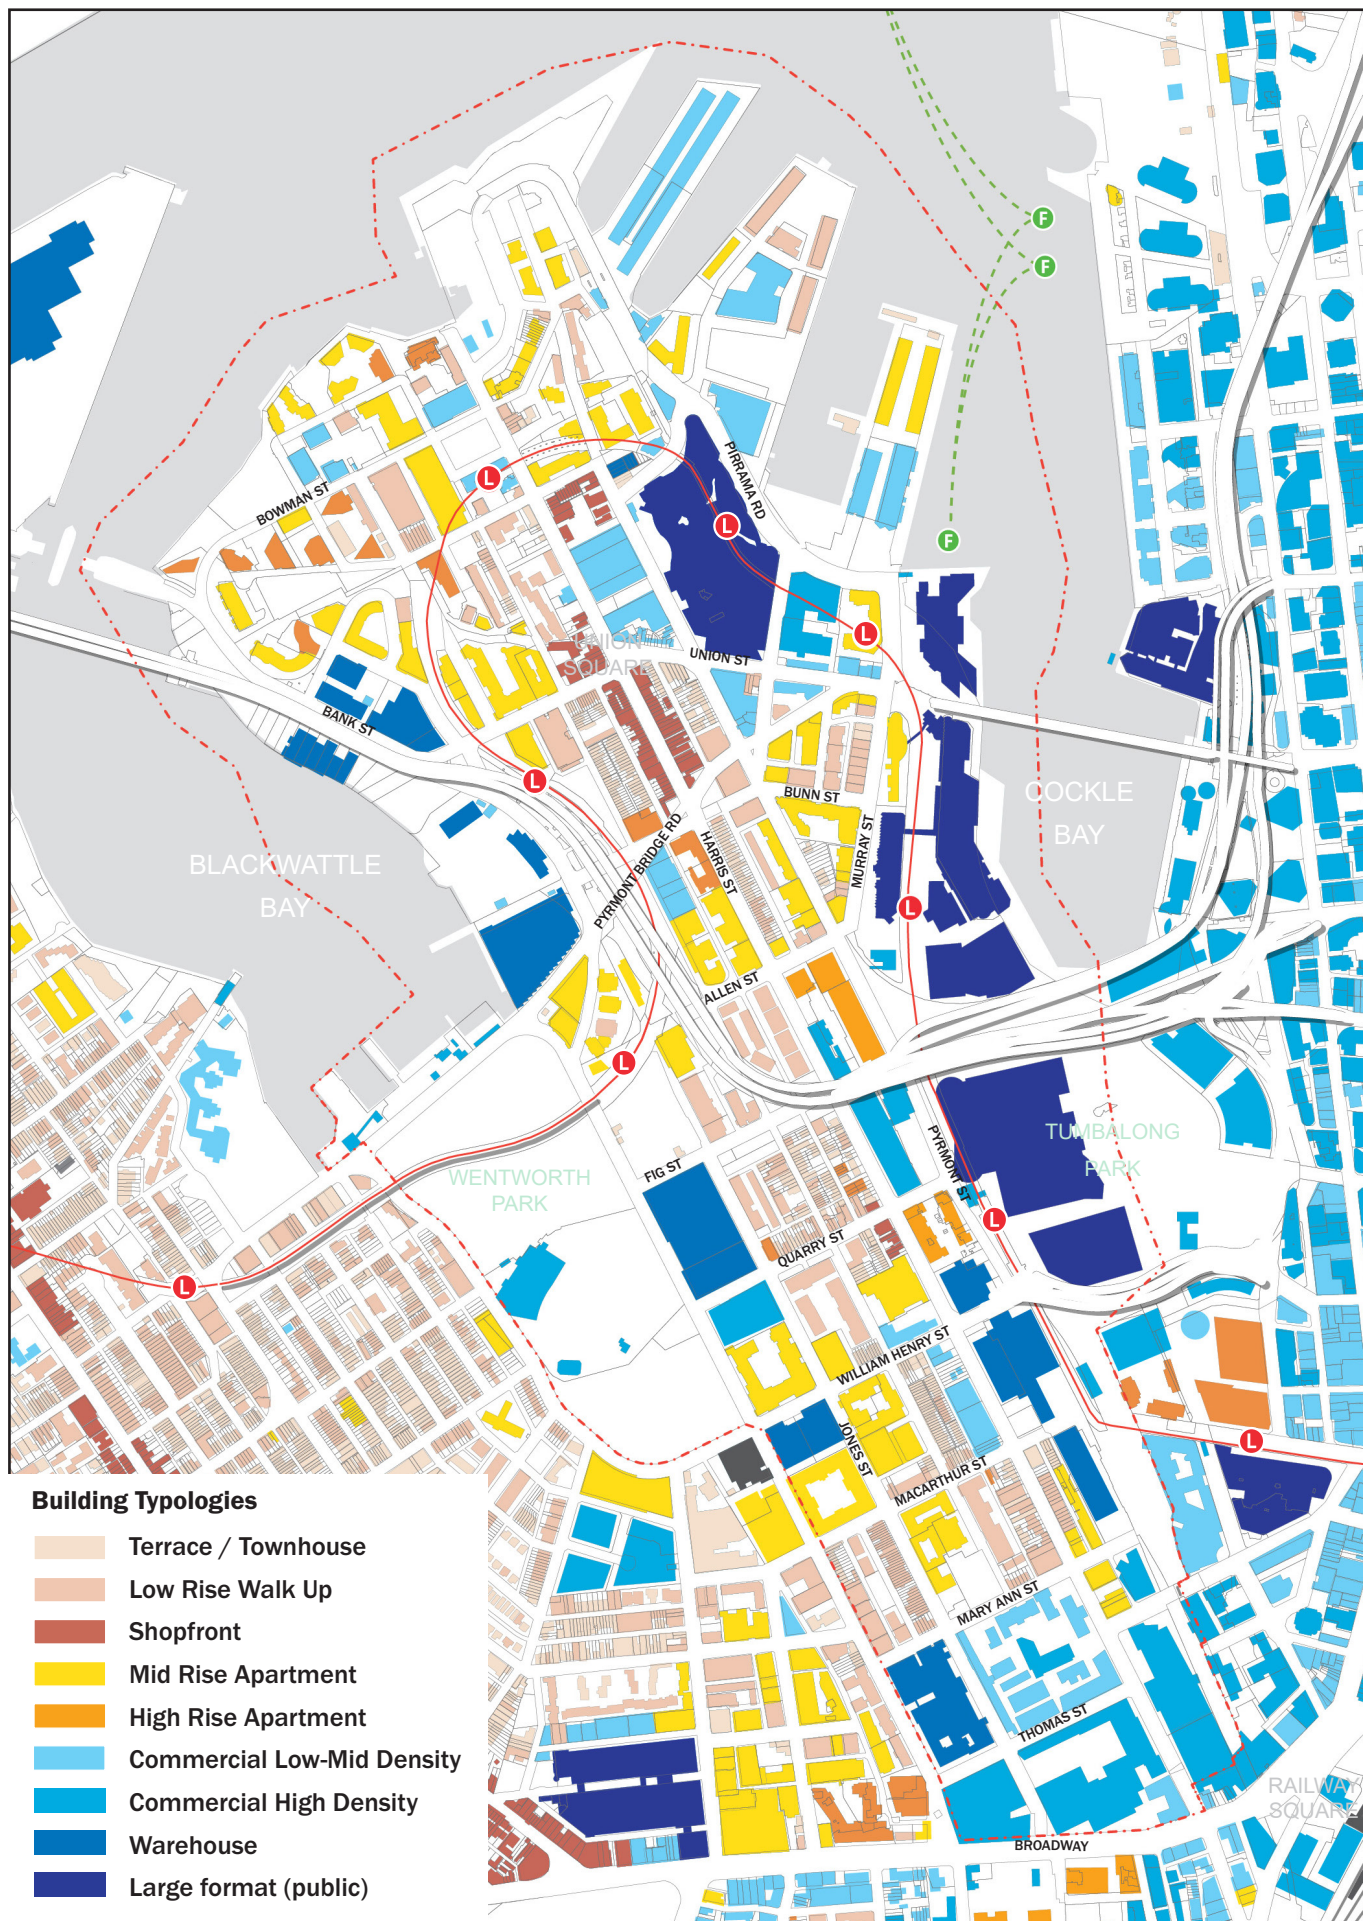 F
F
PIRRAMA RD
L
BOWMAN ST
L
F
L
UNION
SQUARE
UNION ST
BANK ST
L
BUNN ST
COCKLE
BAY
PYRMONT BRIDGE RD
HARRIS ST
MURRAY ST
BLACKWATTLE
BAY
L
ALLEN ST
L
PYRMONT ST
TUMBALONG
PARK
FIG ST
WENTWORTH
PARK
L
QUARRY ST
L
WILLIAM HENRY ST
JONES ST
L
MACARTHUR ST
MARY ANN ST
THOMAS ST
RAILWAY
SQUARE
BROADWAY
Building Typologies
Terrace / Townhouse
Low Rise Walk Up
Shopfront
Mid Rise Apartment
High Rise Apartment
Commercial Low-Mid Density
Commercial High Density
Warehouse
Large format (public)